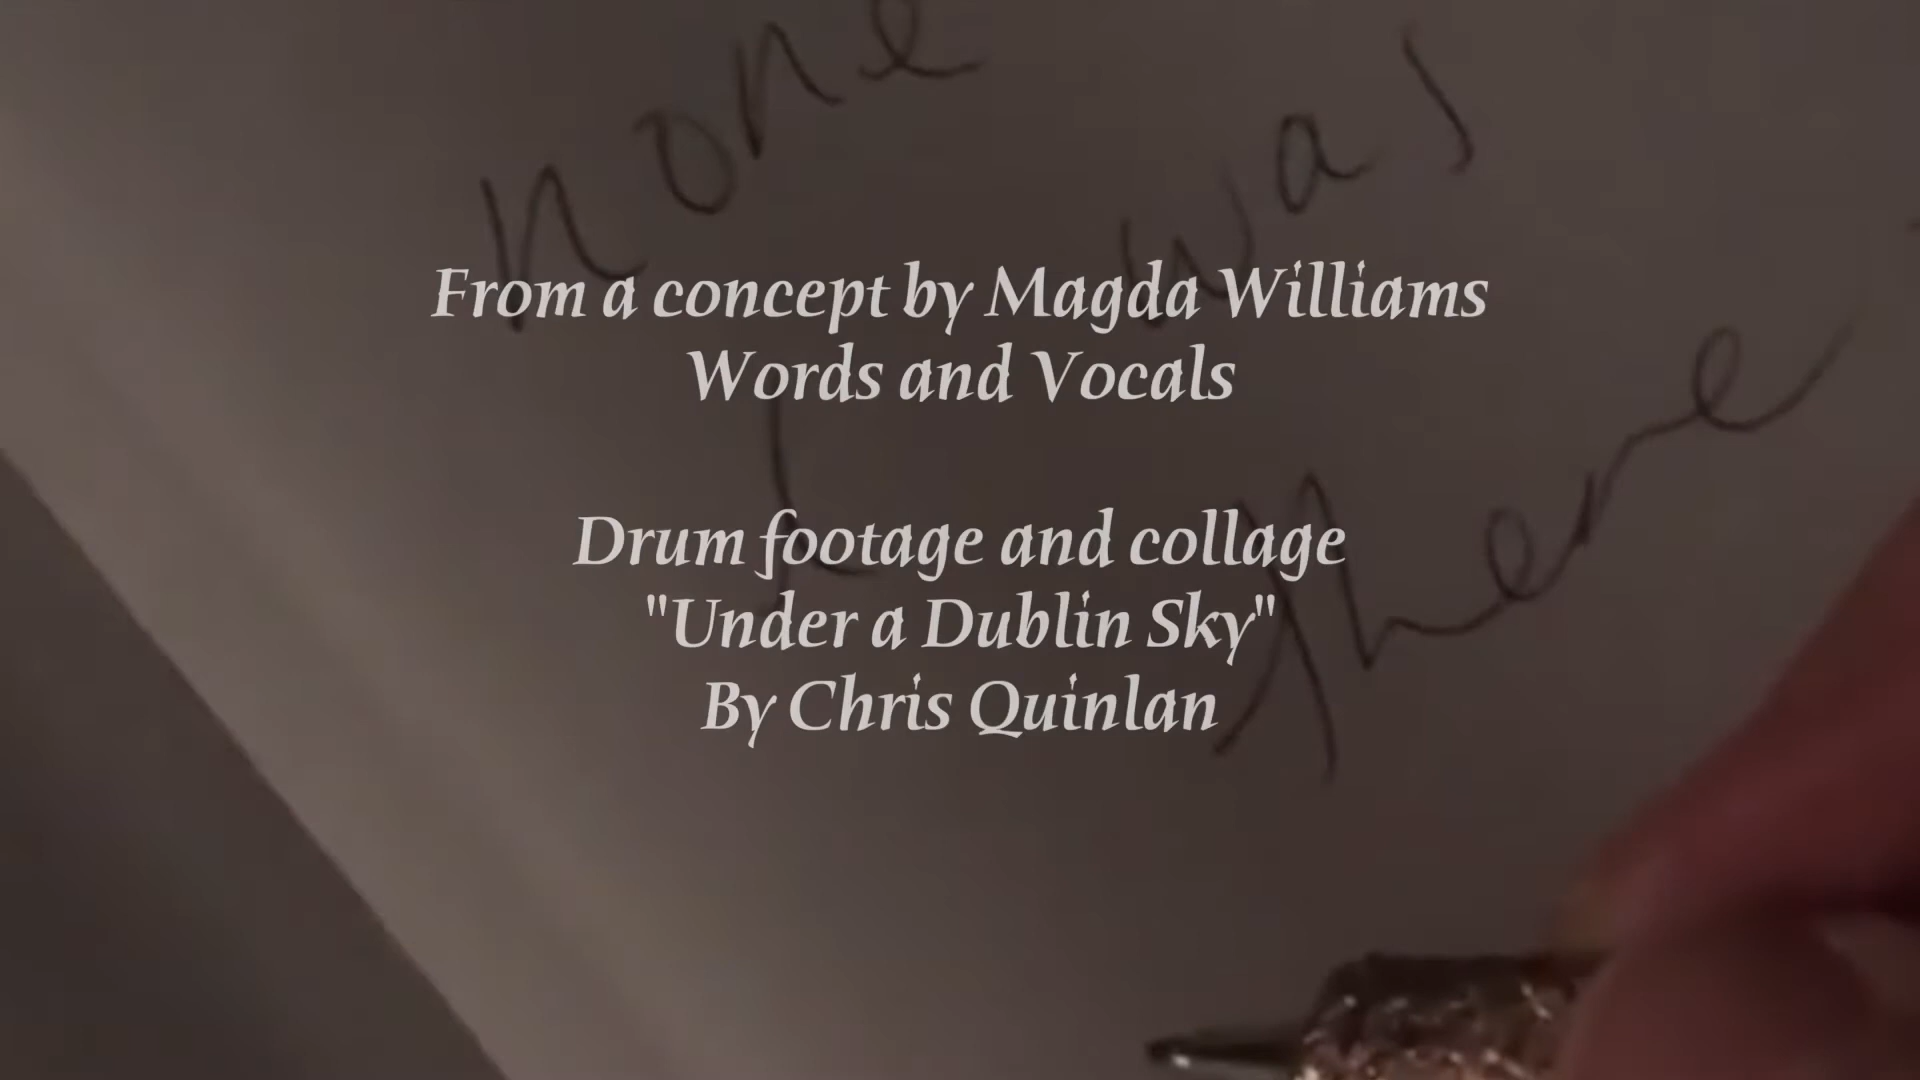 none
was
From a concept by Magda Williams
Words and Vocals
there
Drum footage and collage
"Under a Dublin Sky"
By Chris Quinlan